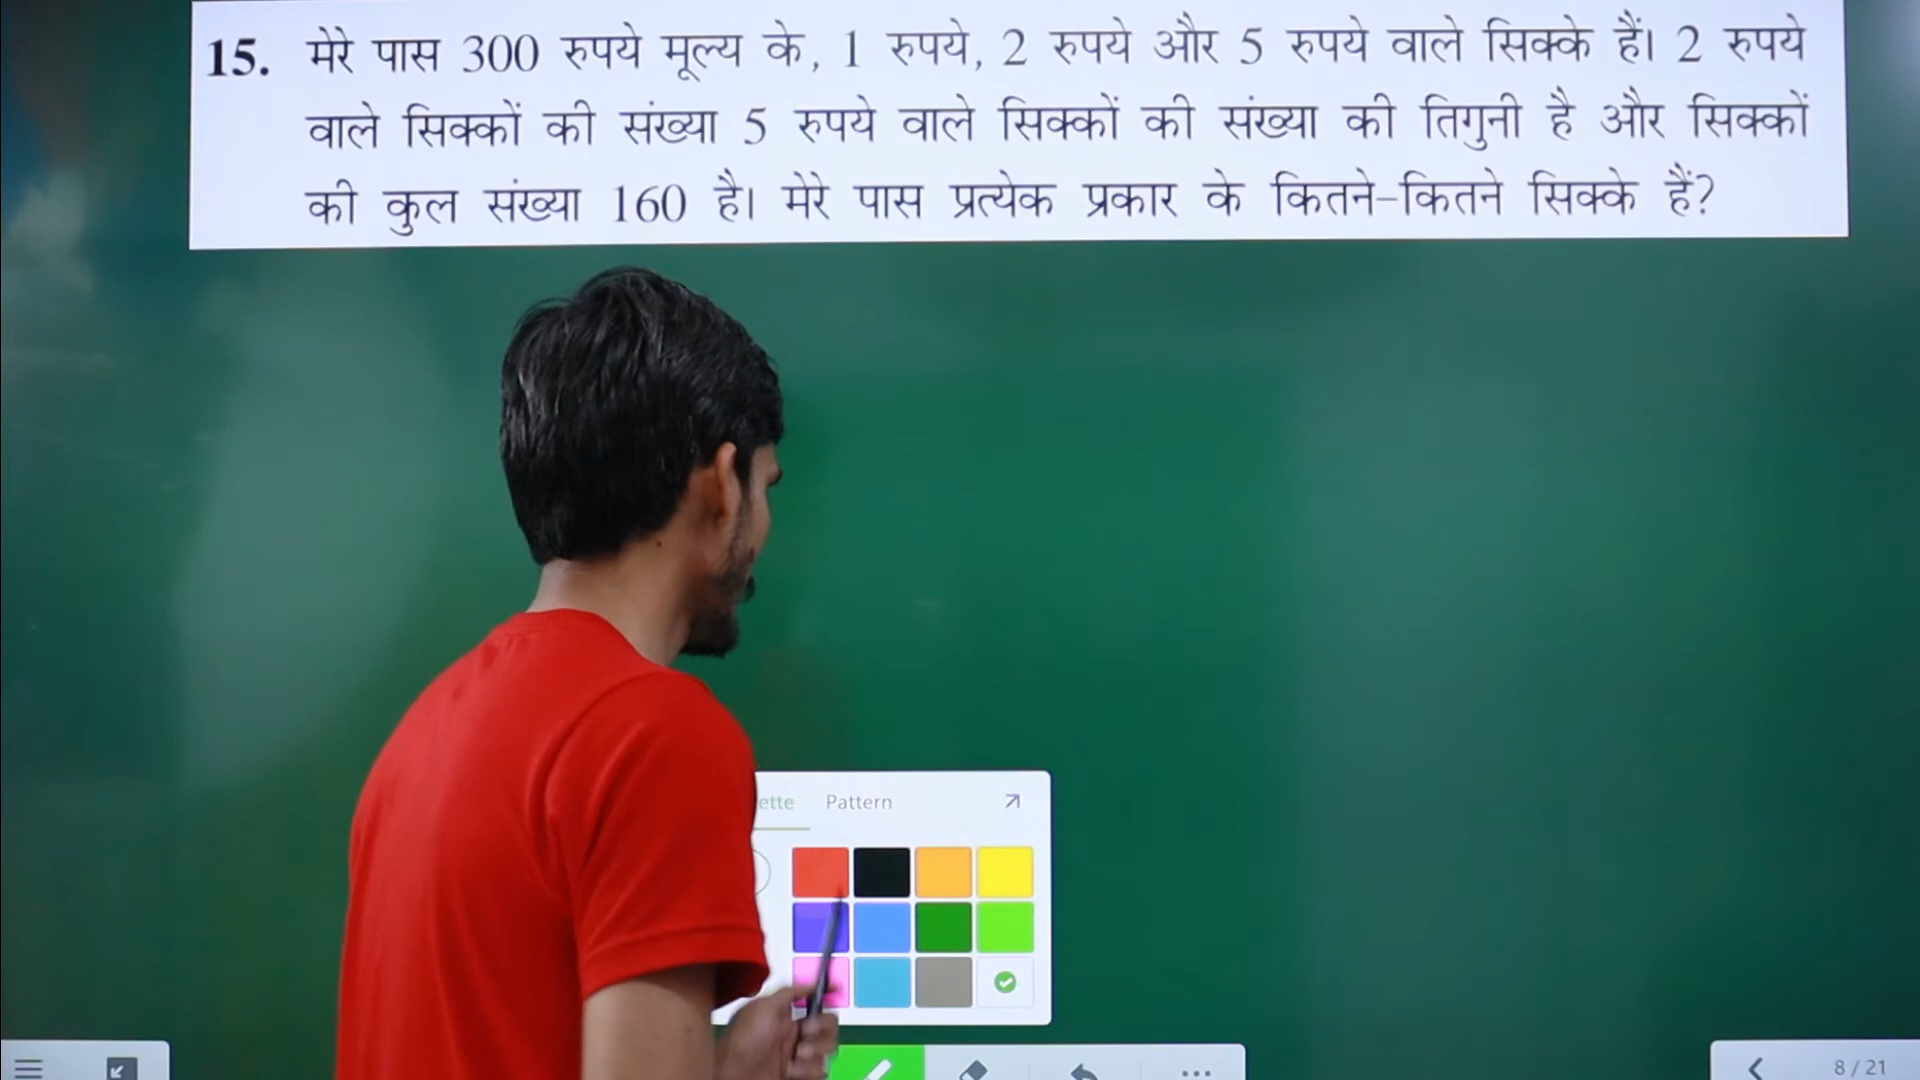 15. मेरे पास 300 रुपये मूल्य के, 1 रुपये, 2 रुपये और 5 रुपये वाले सिक्के हैं। 2 रुपये
वाले सिक्कों की संख्या 5 रुपये वाले सिक्कों की संख्या की तिगुनी है और सिक्कों
की कुल संख्या 160 है। मेरे पास प्रत्येक प्रकार के कितने-कितने सिक्के हैं?
Pattern
8 / 21